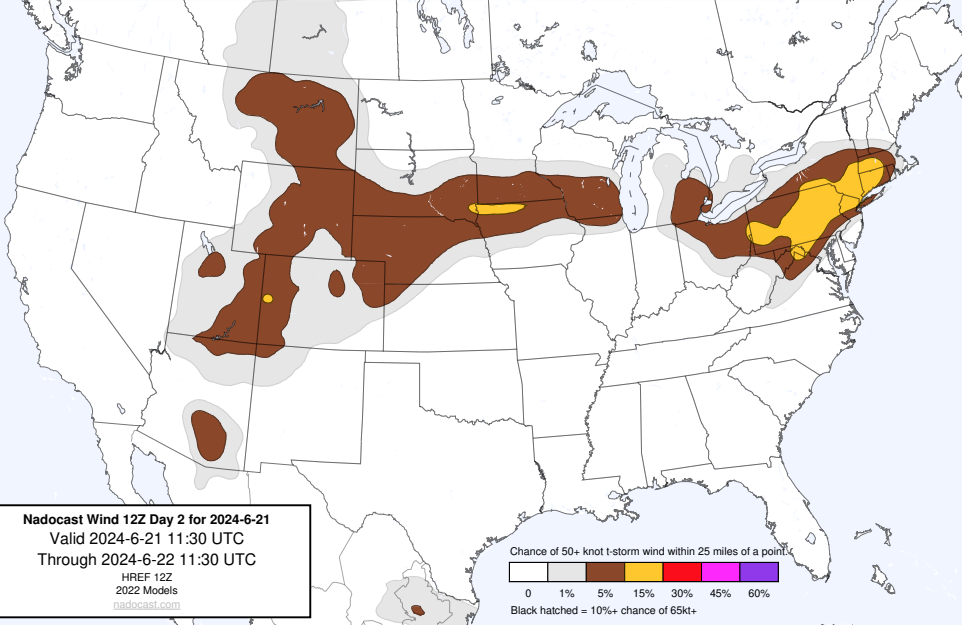 Nadocast Wind 12Z Day 2 for 2024-6-21
Valid 2024-6-21 11:30 UTC
Through 2024-6-22 11:30 UTC
HREF 12Z
2022 Models
nadocast.com
Chance of 50+ knot t-storm wind within 25 miles of a point.
0 1% 5% 15% 30% 45% 60%
Black hatched = 10%+ chance of 65kt+